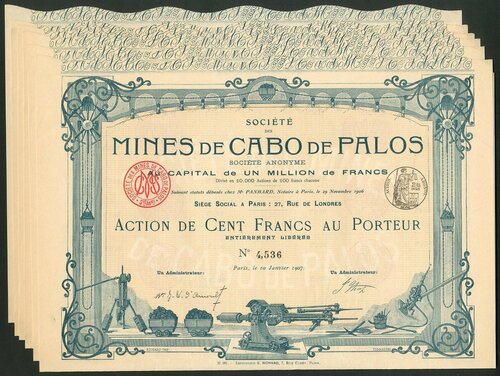 SOCIÉTÉ
DES
MINES DE CABO DE PALOS
SOCIÉTÉ ANONYME
AU CAPITAL DE UN MILLION DE FRANCS
Divisé en 10.000 Actions de 100 francs chacune
Suivant statuts déposés chez Me PANHARD, Notaire à Paris, le 29 Novembre 1906
SIÈGE SOCIAL A PARIS : 27, RUE DE LONDRES
ACTION DE CENT FRANCS AU PORTEUR
ENTIÈREMENT LIBÉRÉE
No 4,536
Paris, le 10 Janvier 1907.
Un Administrateur:
Un Administrateur: